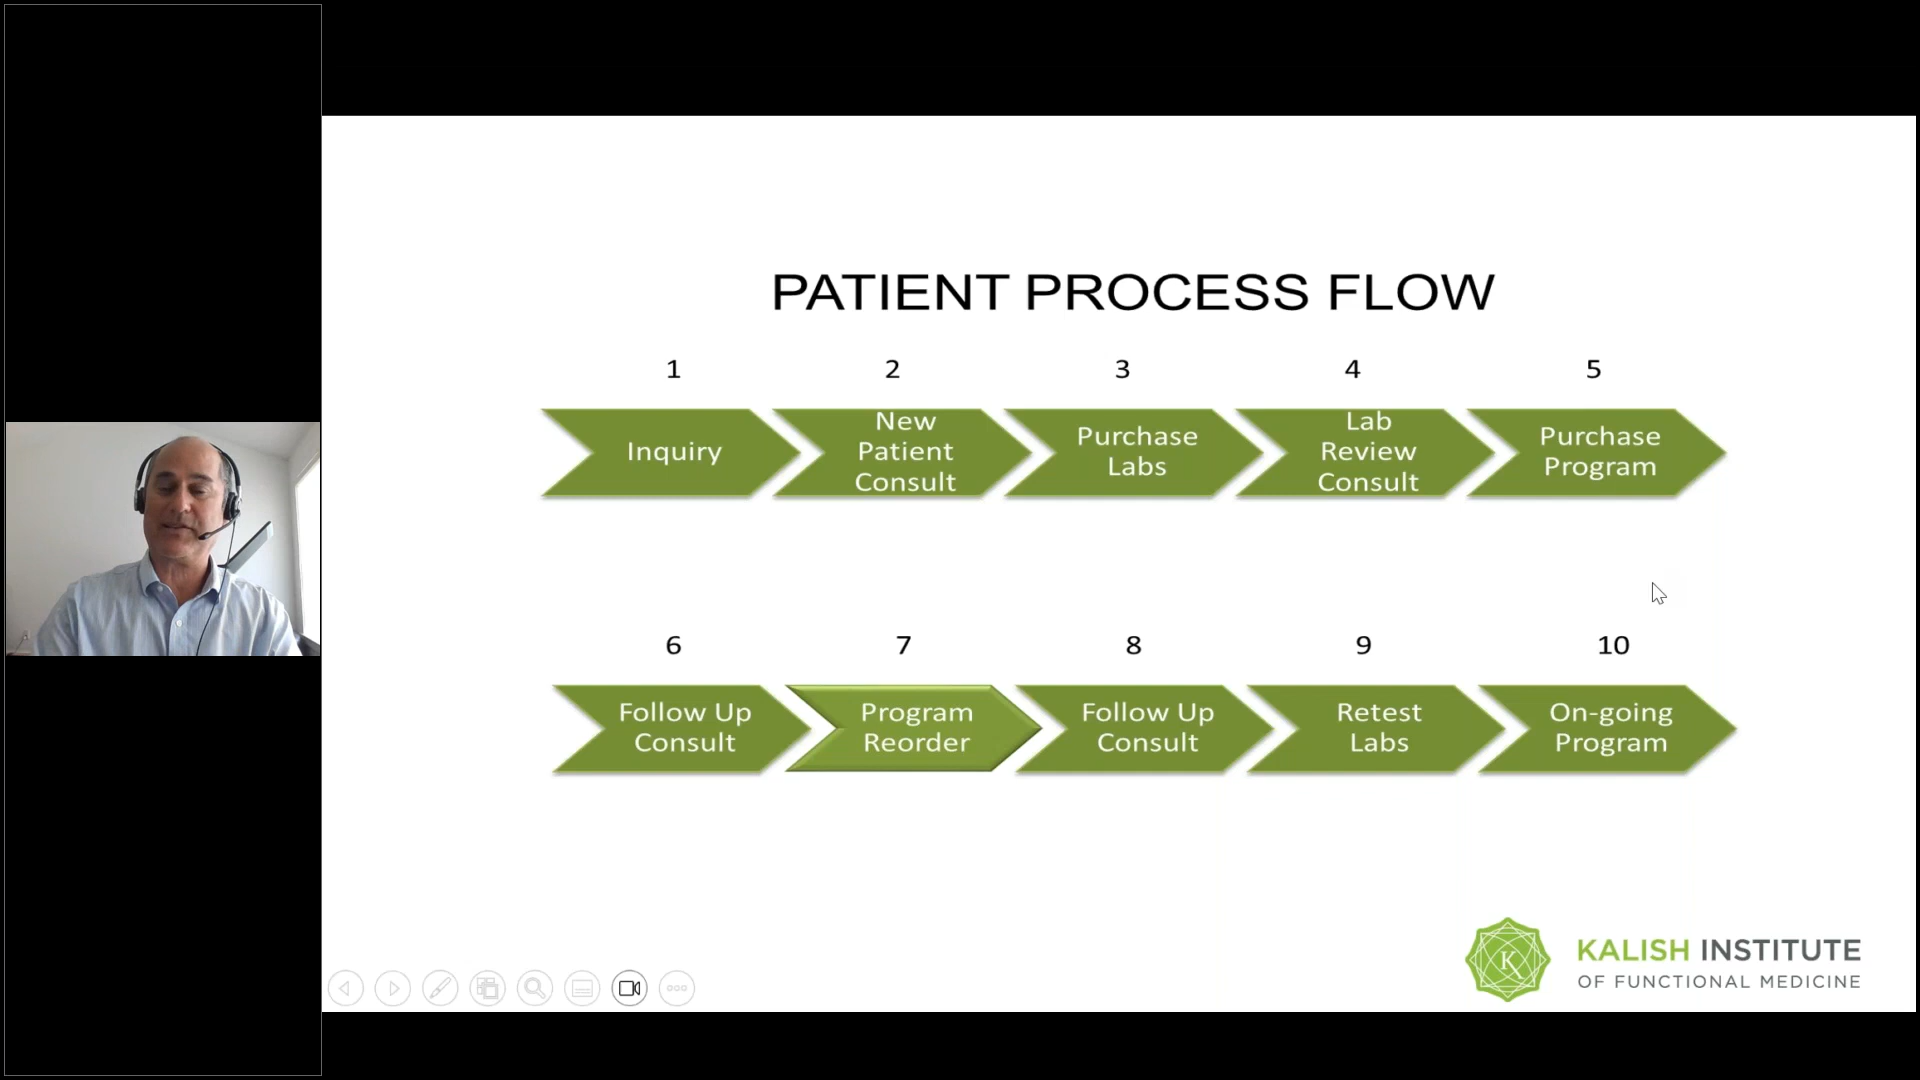 PATIENT PROCESS FLOW
1 2 3 4 5
Inquiry
New
Patient
Consult
Purchase
Labs
Lab
Review
Consult
Purchase
Program
6 7 8 9 10
Follow Up
Consult
Program
Reorder
Follow Up
Consult
Retest
Labs
On-going
Program
K
KALISH INSTITUTE
OF FUNCTIONAL MEDICINE